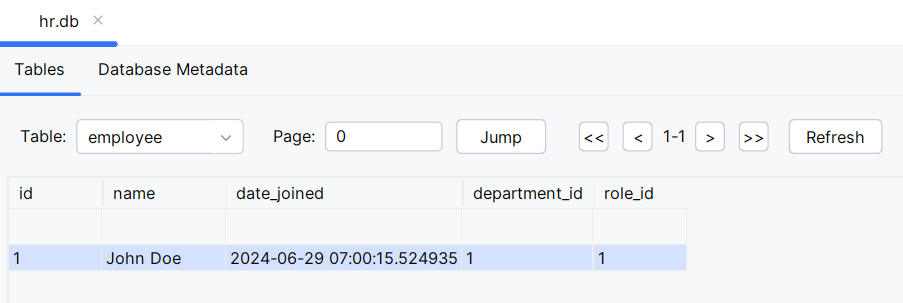 hr.db ×
Tables Database Metadata
Table: employee Page: 0 Jump << < 1-1 > >> Refresh
id name date_joined department_id role_id
1 John Doe 2024-06-29 07:00:15.524935 1 1